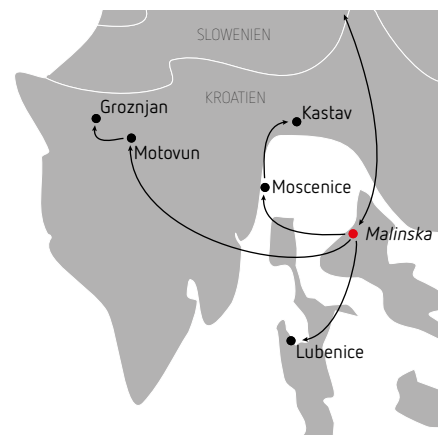 SLOWENIEN
KROATIEN
Groznjan
Kastav
Motovun
Moscenice
Malinska
Lubenice